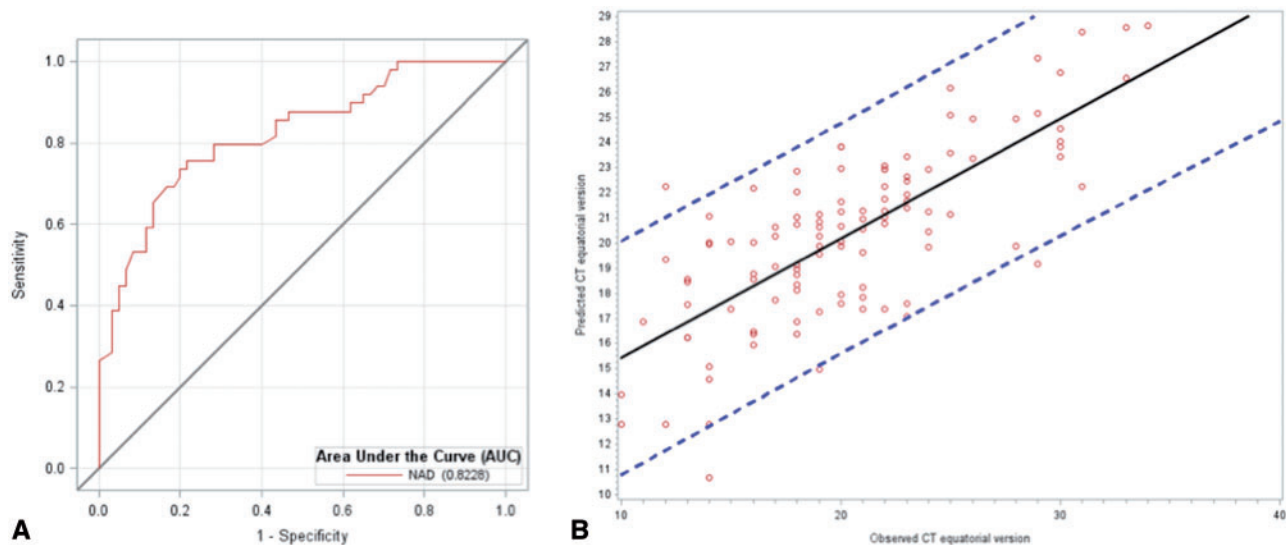 1.0
0.8
0.6
0.4
0.2
0.0
Sensitivity
Area Under the Curve (AUC)
NAD (0.8228)
0.0 0.2 0.4 0.6 0.8 1.0
1 - Specificity
A
29
28
27
26
25
24
23
22
21
20
19
18
17
16
15
14
13
12
11
10
Predicted CT equatorial version
10 20 30 40
Observed CT equatorial version
B